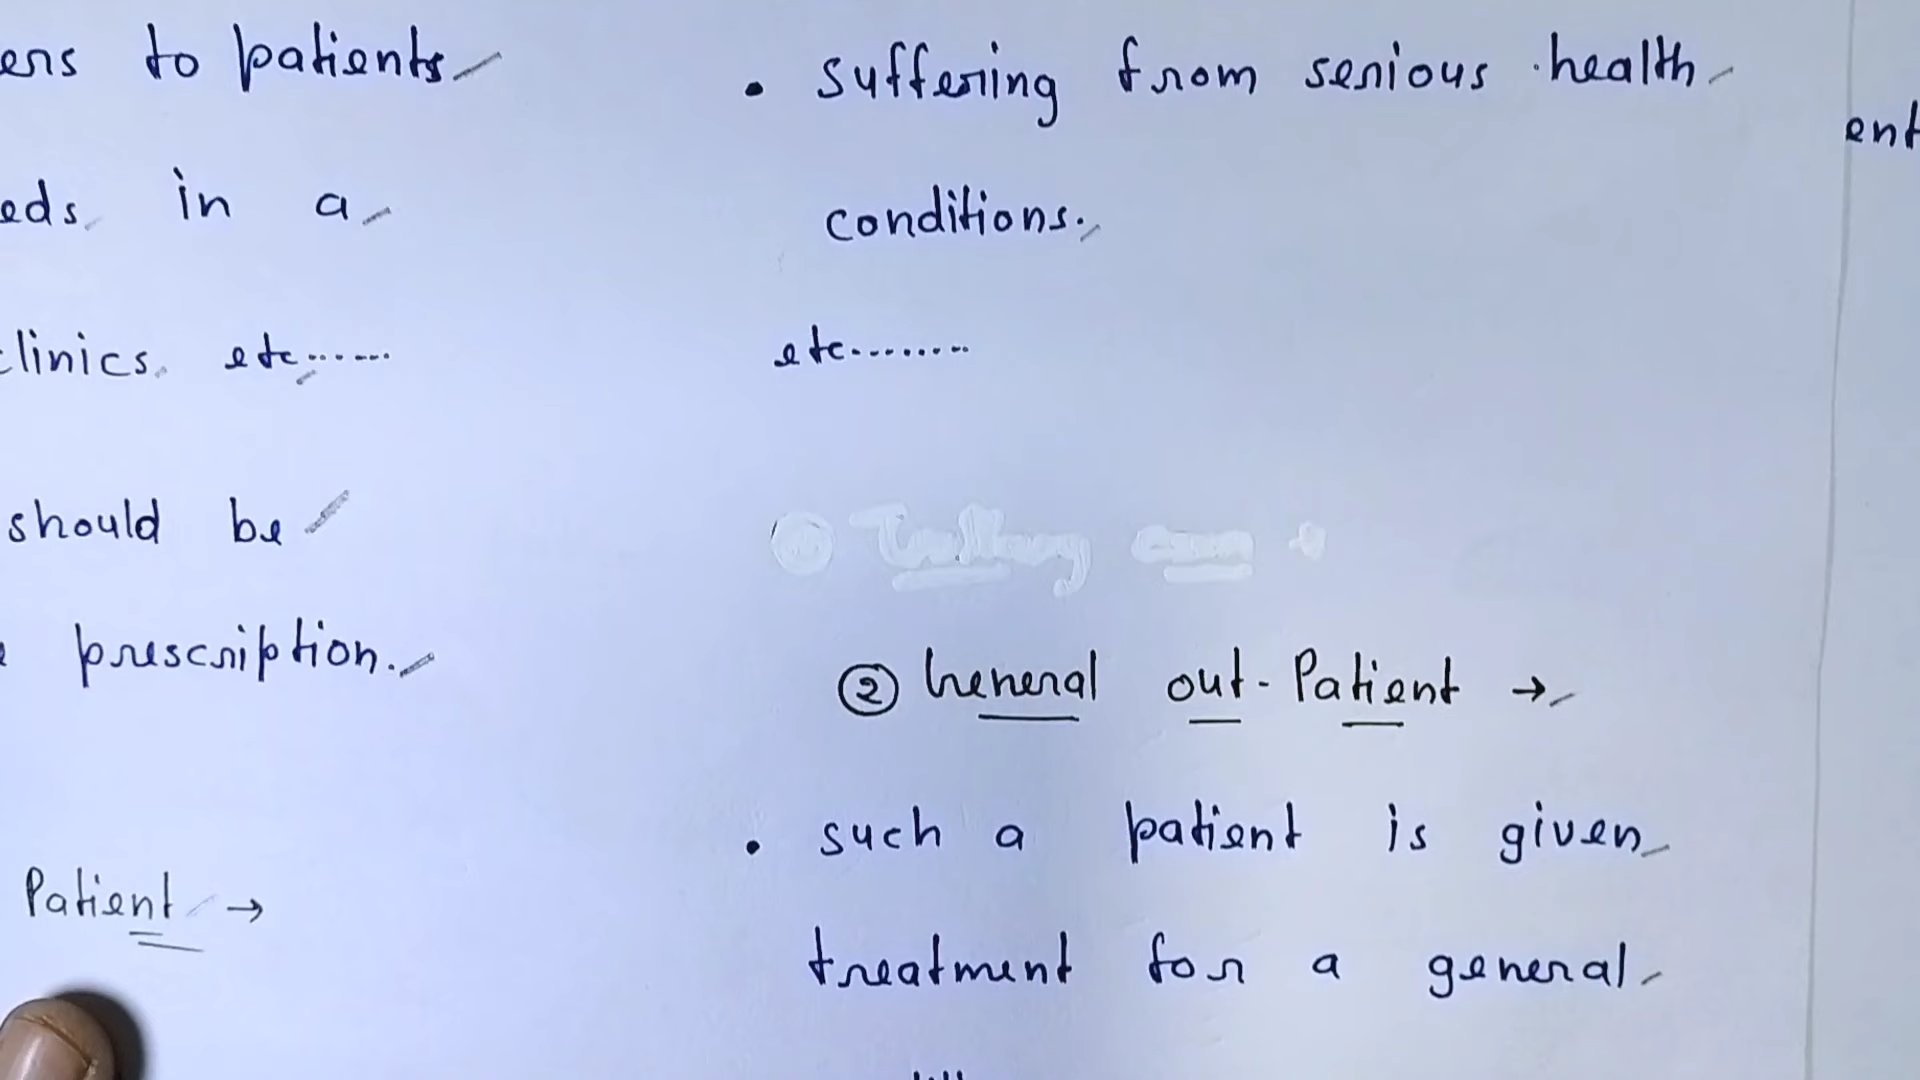 ers to patients
eds in a
clinics. etc......
should be
prescription.
Patient →
• suffering from serious health
conditions.
etc........
② General out-Patient →
• such a patient is given
treatment for a general
ent